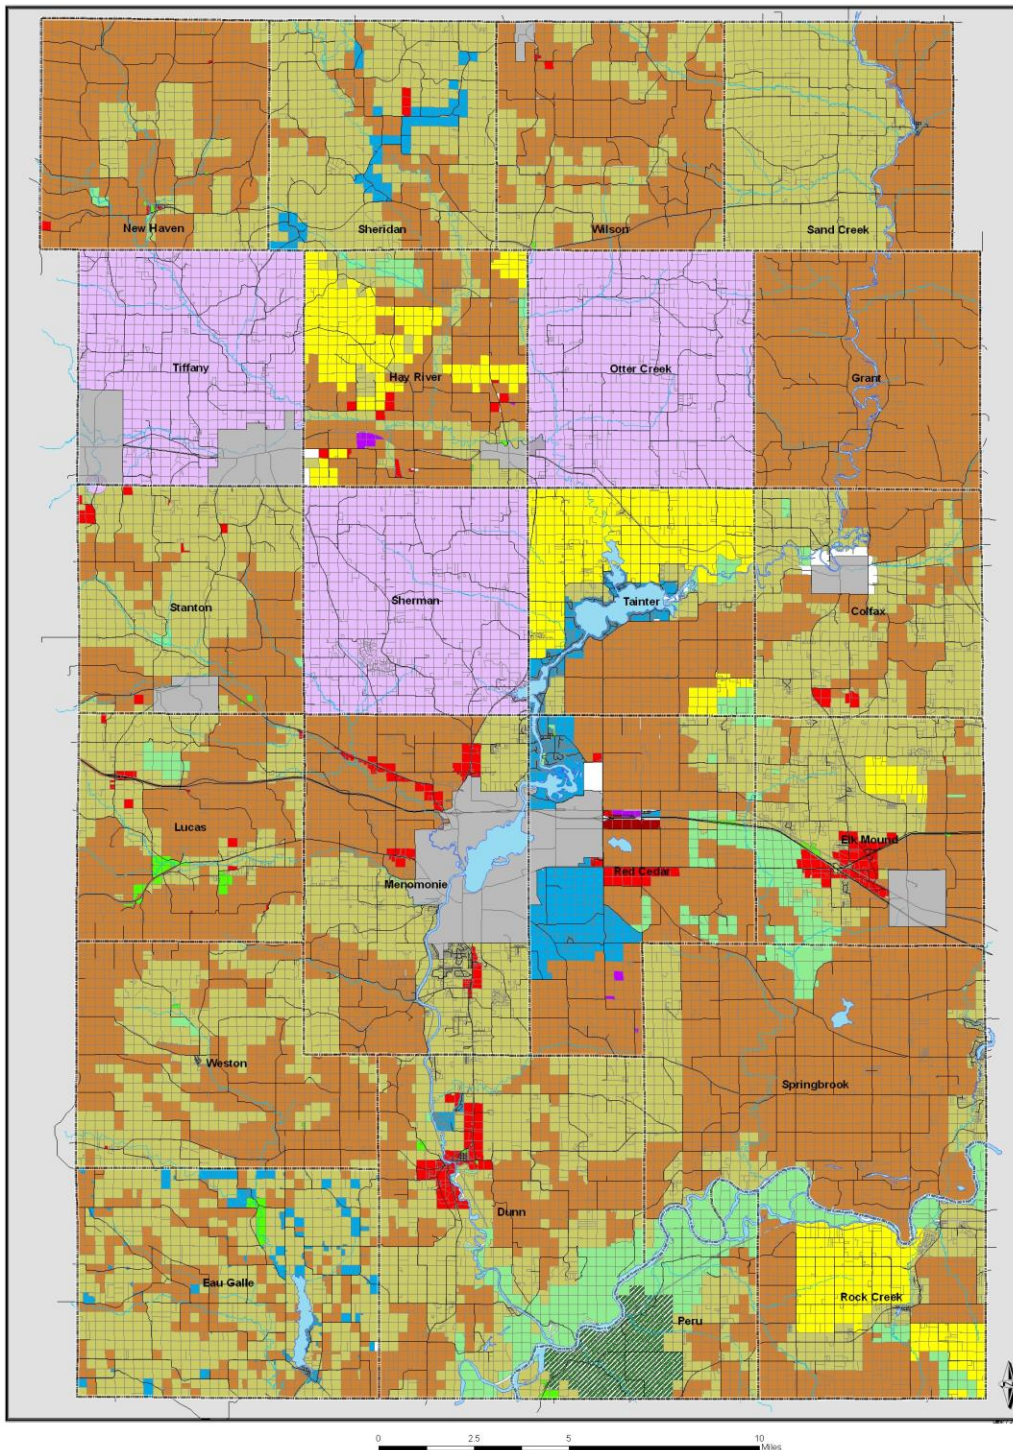 New Haven
Sheridan
Wilson
Sand Creek
Tiffany
Hay River
Otter Creek
Grant
Stanton
Sherman
Tainter
Colfax
Lucas
Menomonie
Red Cedar
Elk Mound
Weston
Springbrook
Dunn
Eau Galle
Peru
Rock Creek
0 2.5 5 10
Miles